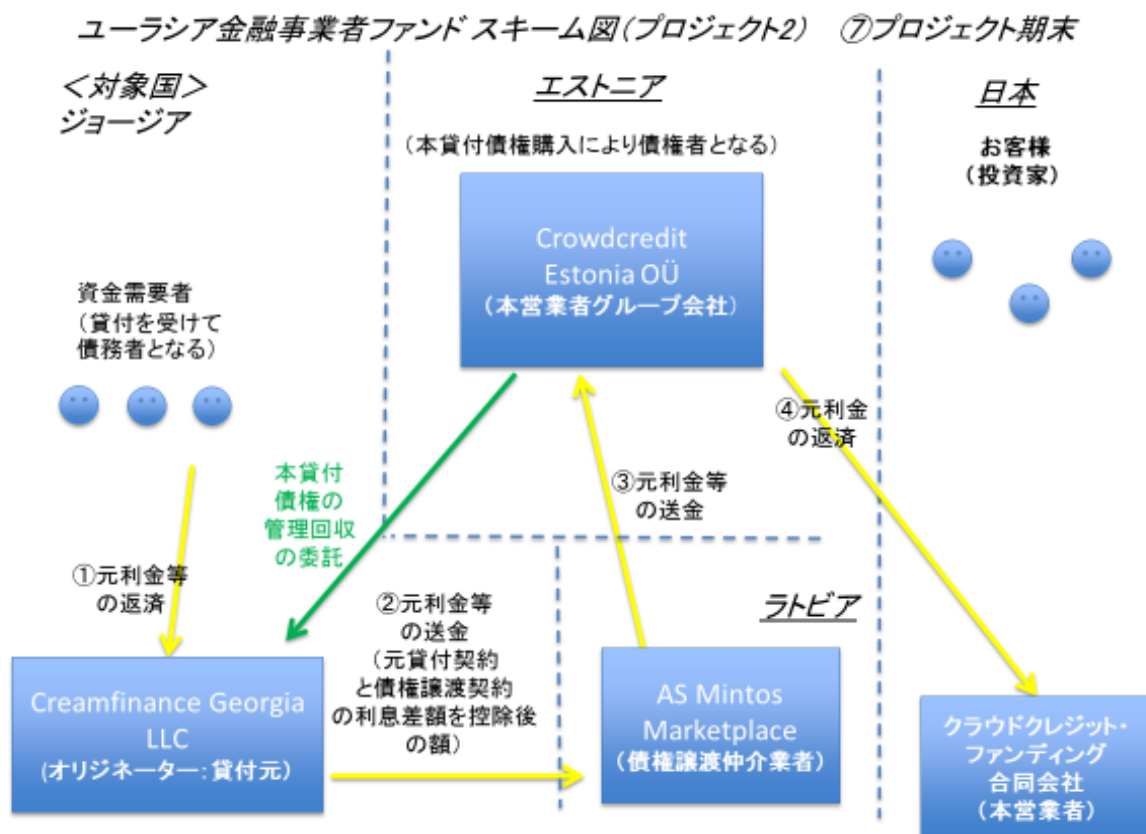 ユーラシア金融事業者ファンド スキーム図(プロジェクト2) ⑦プロジェクト期末
<対象国>
ジョージア
エストニア
日本
(本貸付債権購入により債権者となる)
お客様
(投資家)
Crowdcredit
Estonia OÜ
(本営業者グループ会社)
資金需要者
(貸付を受けて
債務者となる)
④元利金
の返済
本貸付
債権の
管理回収
の委託
③元利金等
の送金
①元利金等
の返済
②元利金等
の送金
(元貸付契約
と債権譲渡契約
の利息差額を控除後
の額)
ラトビア
Creamfinance Georgia
LLC
(オリジネーター:貸付元)
AS Mintos
Marketplace
(債権譲渡仲介業者)
クラウドクレジット・
ファンディング
合同会社
(本営業者)